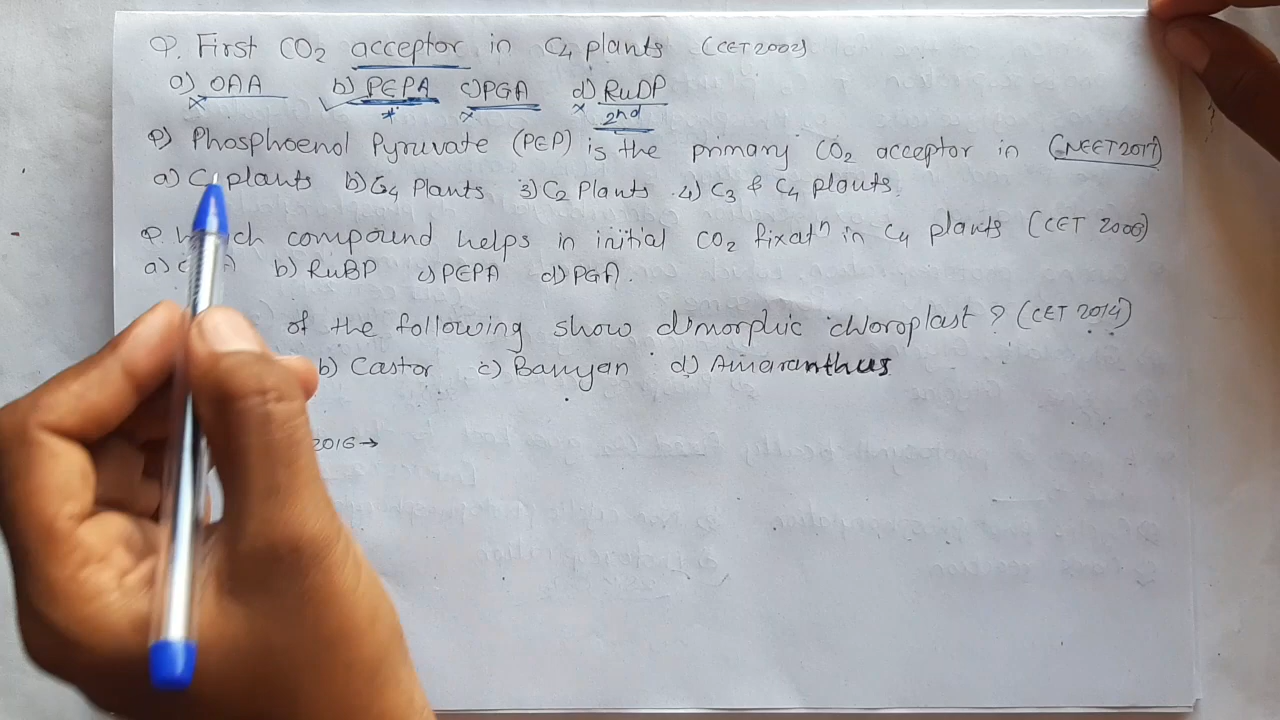 Q. First CO2 acceptor in C4 plants (CET 2002)
a) OAA b) PEPA c) PGA d) RuDP
2nd
Q) Phosphoenol Pyruvate (PEP) is the primary CO2 acceptor in (NEET 2017)
a) C plants b) C4 Plants 3) C2 Plants 4) C3 & C4 plants.
Q. ch compound helps in initial CO2 fixatn in C4 plants (CET 2006)
a) b) RuBP c) PEPA d) PGA.
of the following show dimorphic chloroplast ? (CET 2014)
b) Castor c) Banyan d) Amaranthus
2016 →